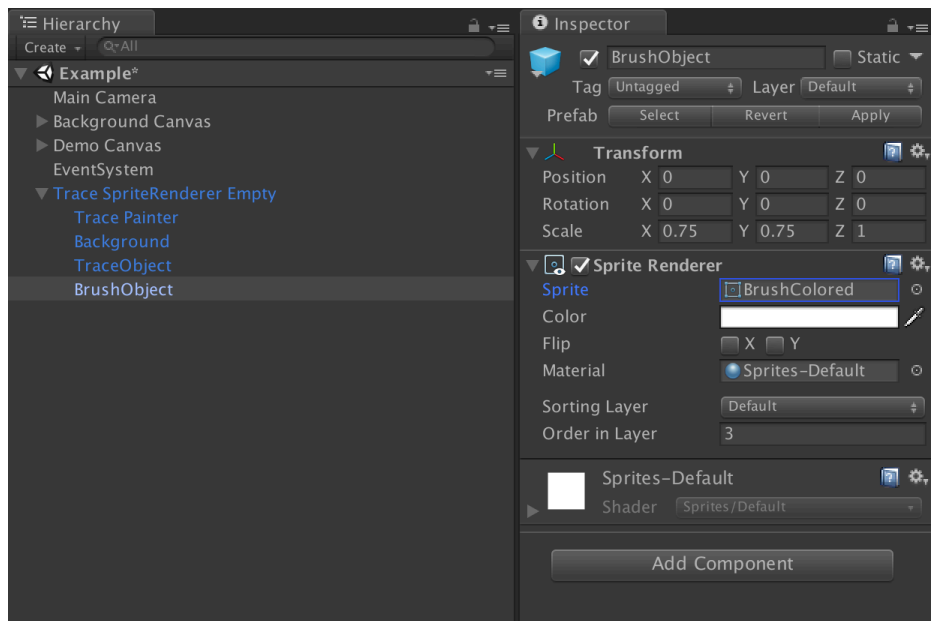 Hierarchy
Create All
Example*
Main Camera
Background Canvas
Demo Canvas
EventSystem
Trace SpriteRenderer Empty
Trace Painter
Background
TraceObject
BrushObject
Inspector
BrushObject Static
Tag Untagged Layer Default
Prefab Select Revert Apply
Transform
Position X 0 Y 0 Z 0
Rotation X 0 Y 0 Z 0
Scale X 0.75 Y 0.75 Z 1
Sprite Renderer
Sprite BrushColored
Color
Flip X Y
Material Sprites-Default
Sorting Layer Default
Order in Layer 3
Sprites-Default
Shader Sprites/Default
Add Component